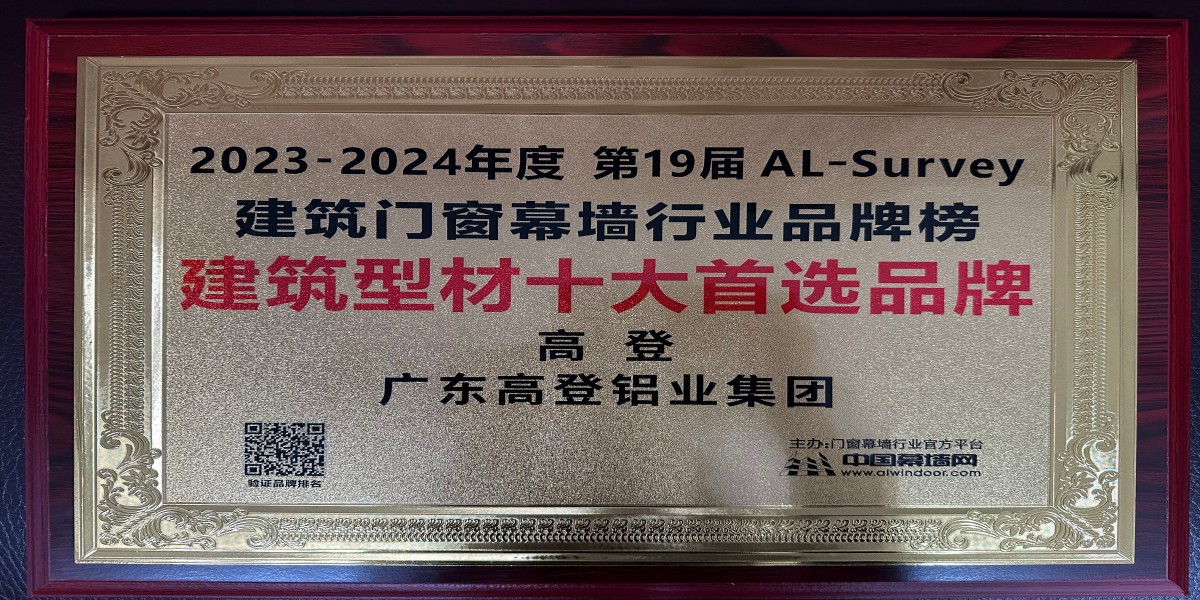 2023-2024年度 第19届 AL-Survey
建筑门窗幕墙行业品牌榜
建筑型材十大首选品牌
高 登
广东高登铝业集团
验证品牌排名
主办:门窗幕墙行业官方平台
中国幕墙网
www.alwindoor.com